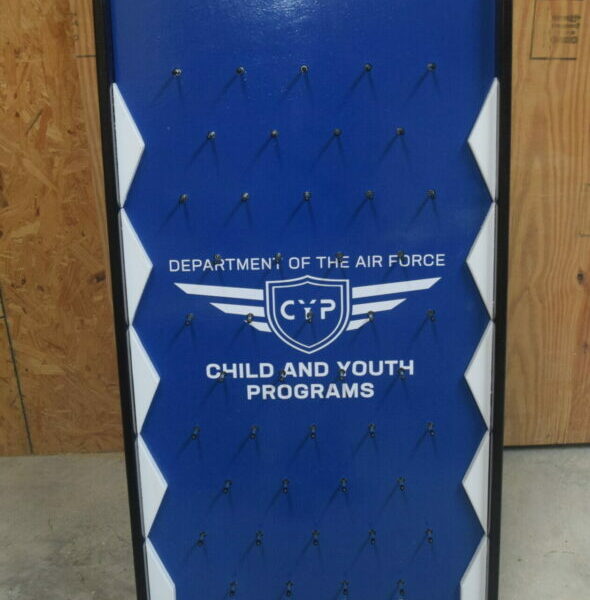 DEPARTMENT OF THE AIR FORCE
CYP
CHILD AND YOUTH
PROGRAMS